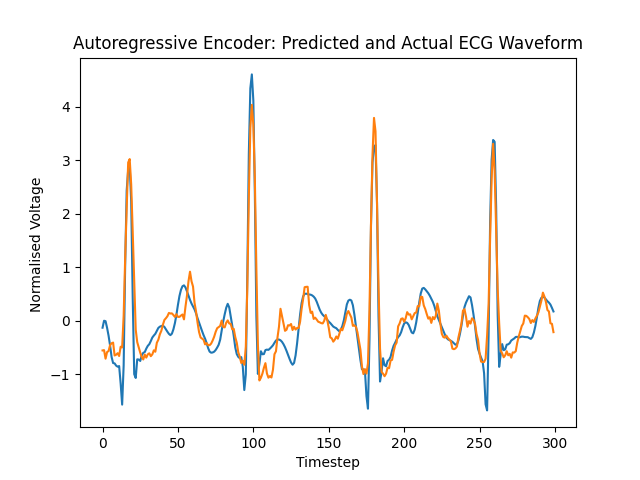 Autoregressive Encoder: Predicted and Actual ECG Waveform
4
3
2
1
0
−1
Normalised Voltage
0 50 100 150 200 250 300
Timestep